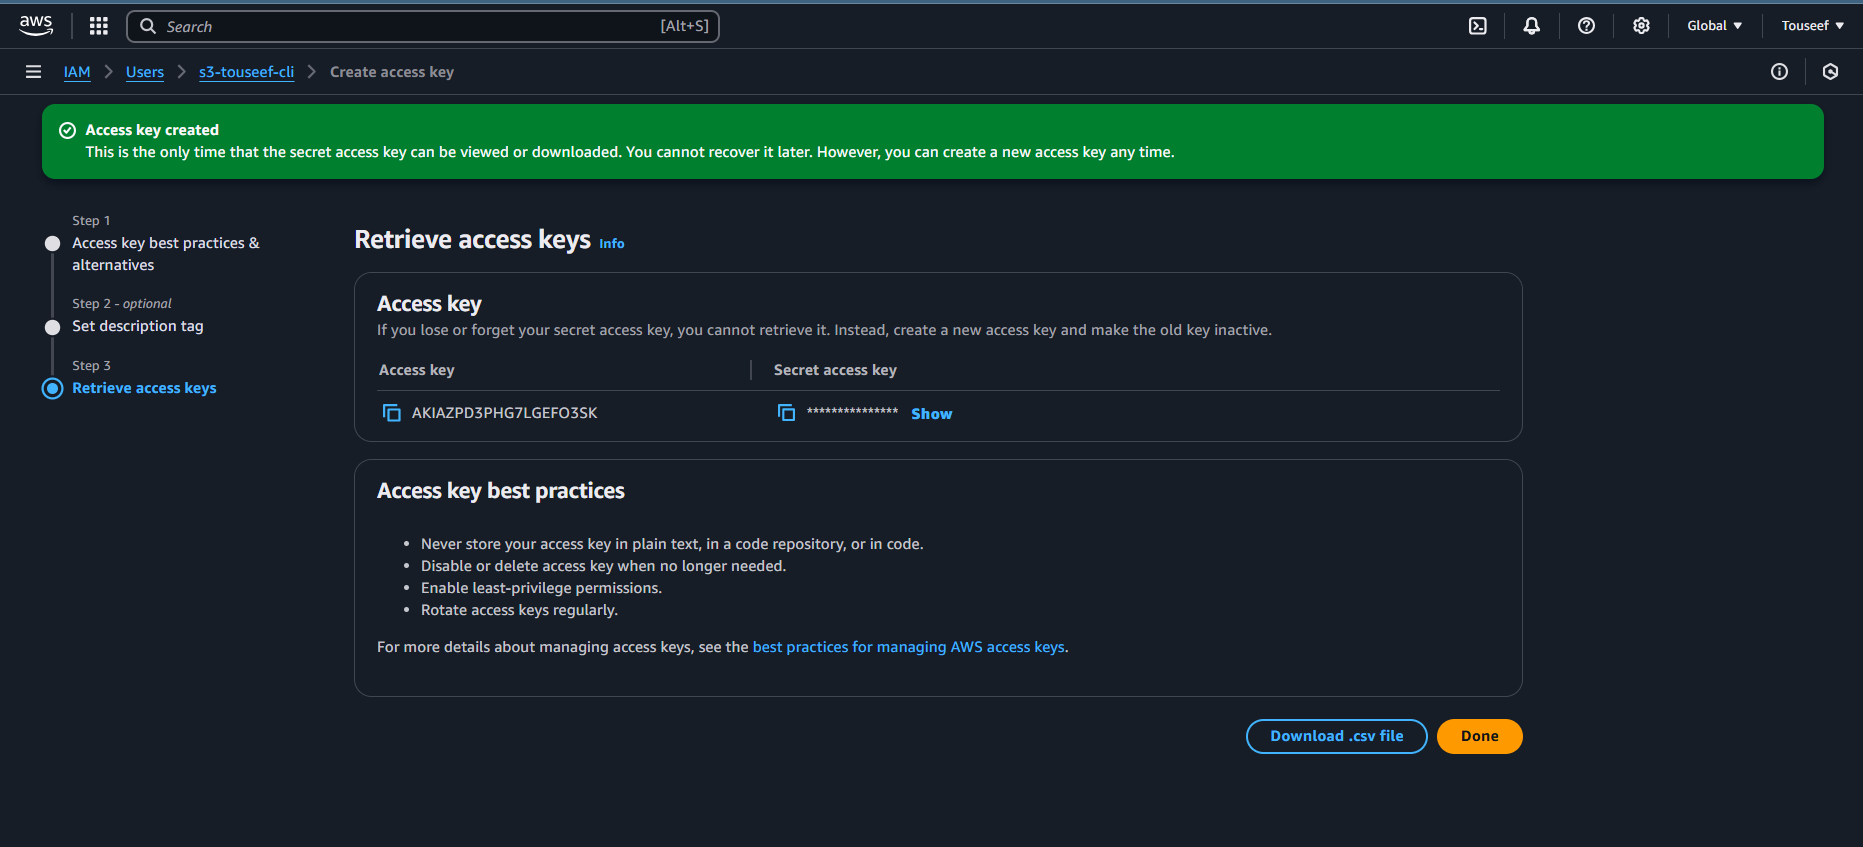 aws
Search
[Alt+S]
Global
Touseef
IAM
Users
s3-touseef-cli
Create access key
Access key created
This is the only time that the secret access key can be viewed or downloaded. You cannot recover it later. However, you can create a new access key any time.
Step 1
Access key best practices &
alternatives
Step 2 - optional
Set description tag
Step 3
Retrieve access keys
Retrieve access keys Info
Access key
If you lose or forget your secret access key, you cannot retrieve it. Instead, create a new access key and make the old key inactive.
Access key
Secret access key
AKIAZPD3PHG7LGEFO3SK
*************** Show
Access key best practices
• Never store your access key in plain text, in a code repository, or in code.
• Disable or delete access key when no longer needed.
• Enable least-privilege permissions.
• Rotate access keys regularly.
For more details about managing access keys, see the best practices for managing AWS access keys.
Download .csv file
Done